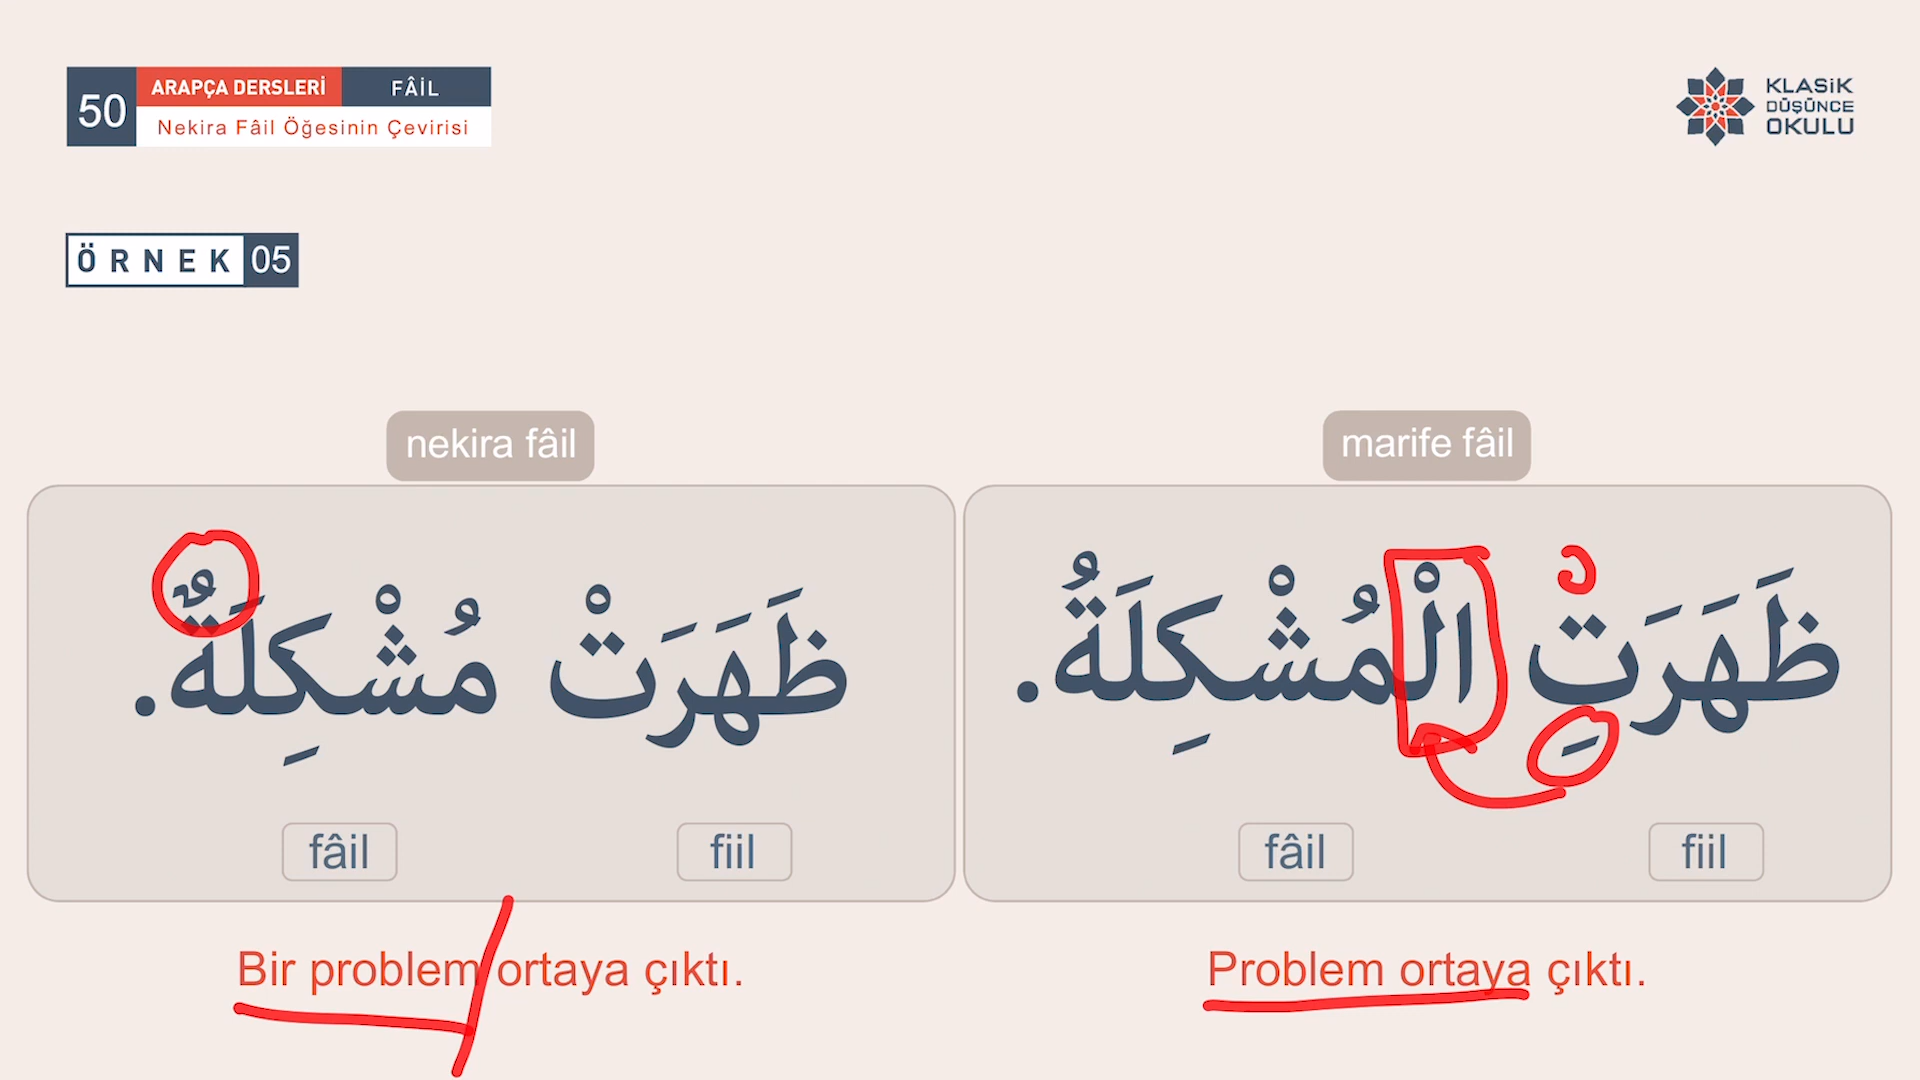 50
ARAPÇA DERSLERİ
FÂİL
Nekira Fâil Öğesinin Çevirisi
KLASİK
DÜŞÜNCE
OKULU
ÖRNEK 05
nekira fâil
marife fâil
ظَهَرَتْ مُشْكِلَةٌ.
ظَهَرَتِ الْمُشْكِلَةُ.
fâil
fiil
fâil
fiil
Bir problem ortaya çıktı.
Problem ortaya çıktı.